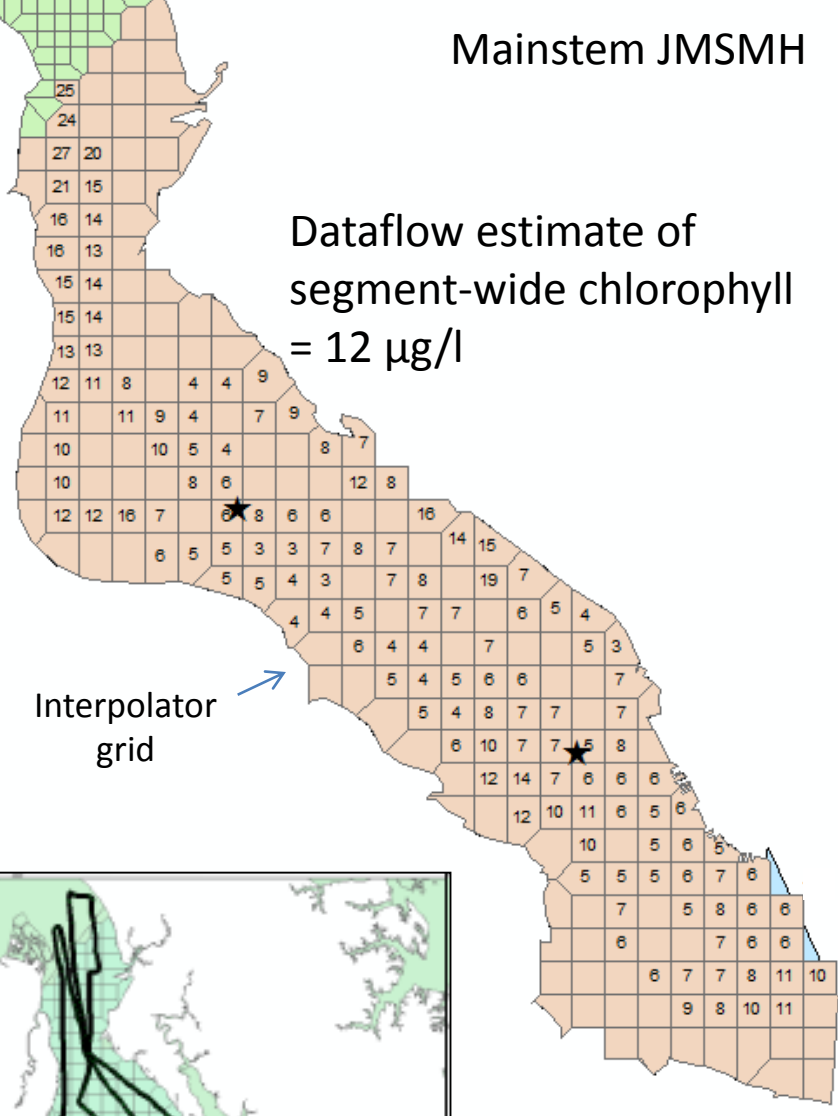 Mainstem JMSMH
25
24
27 20
Dataflow estimate of
21 15
segment-wide chlorophyll
16 14
= 12 µg/l
16 13
15 14
15 14
13 13
12 11 8 4 4 9
11 11 9 4 7 9
10 10 5 4 8 7
10 8 6 12 8
12 12 16 7 6 8 6 6 16
6 5 5 3 3 7 8 7 14 15
5 5 4 3 7 8 19 7
4 4 5 7 7 6 5 4
6 4 4 7 5 3
5 4 5 6 6 7
Interpolator
grid
5 4 8 7 7 7
6 10 7 7 5 8
12 14 7 6 6 6
12 10 11 6 5 6
10 5 6 5
5 5 5 6 7 6
7 5 8 6 6
6 7 6 6
6 7 7 8 11 10
9 8 10 11